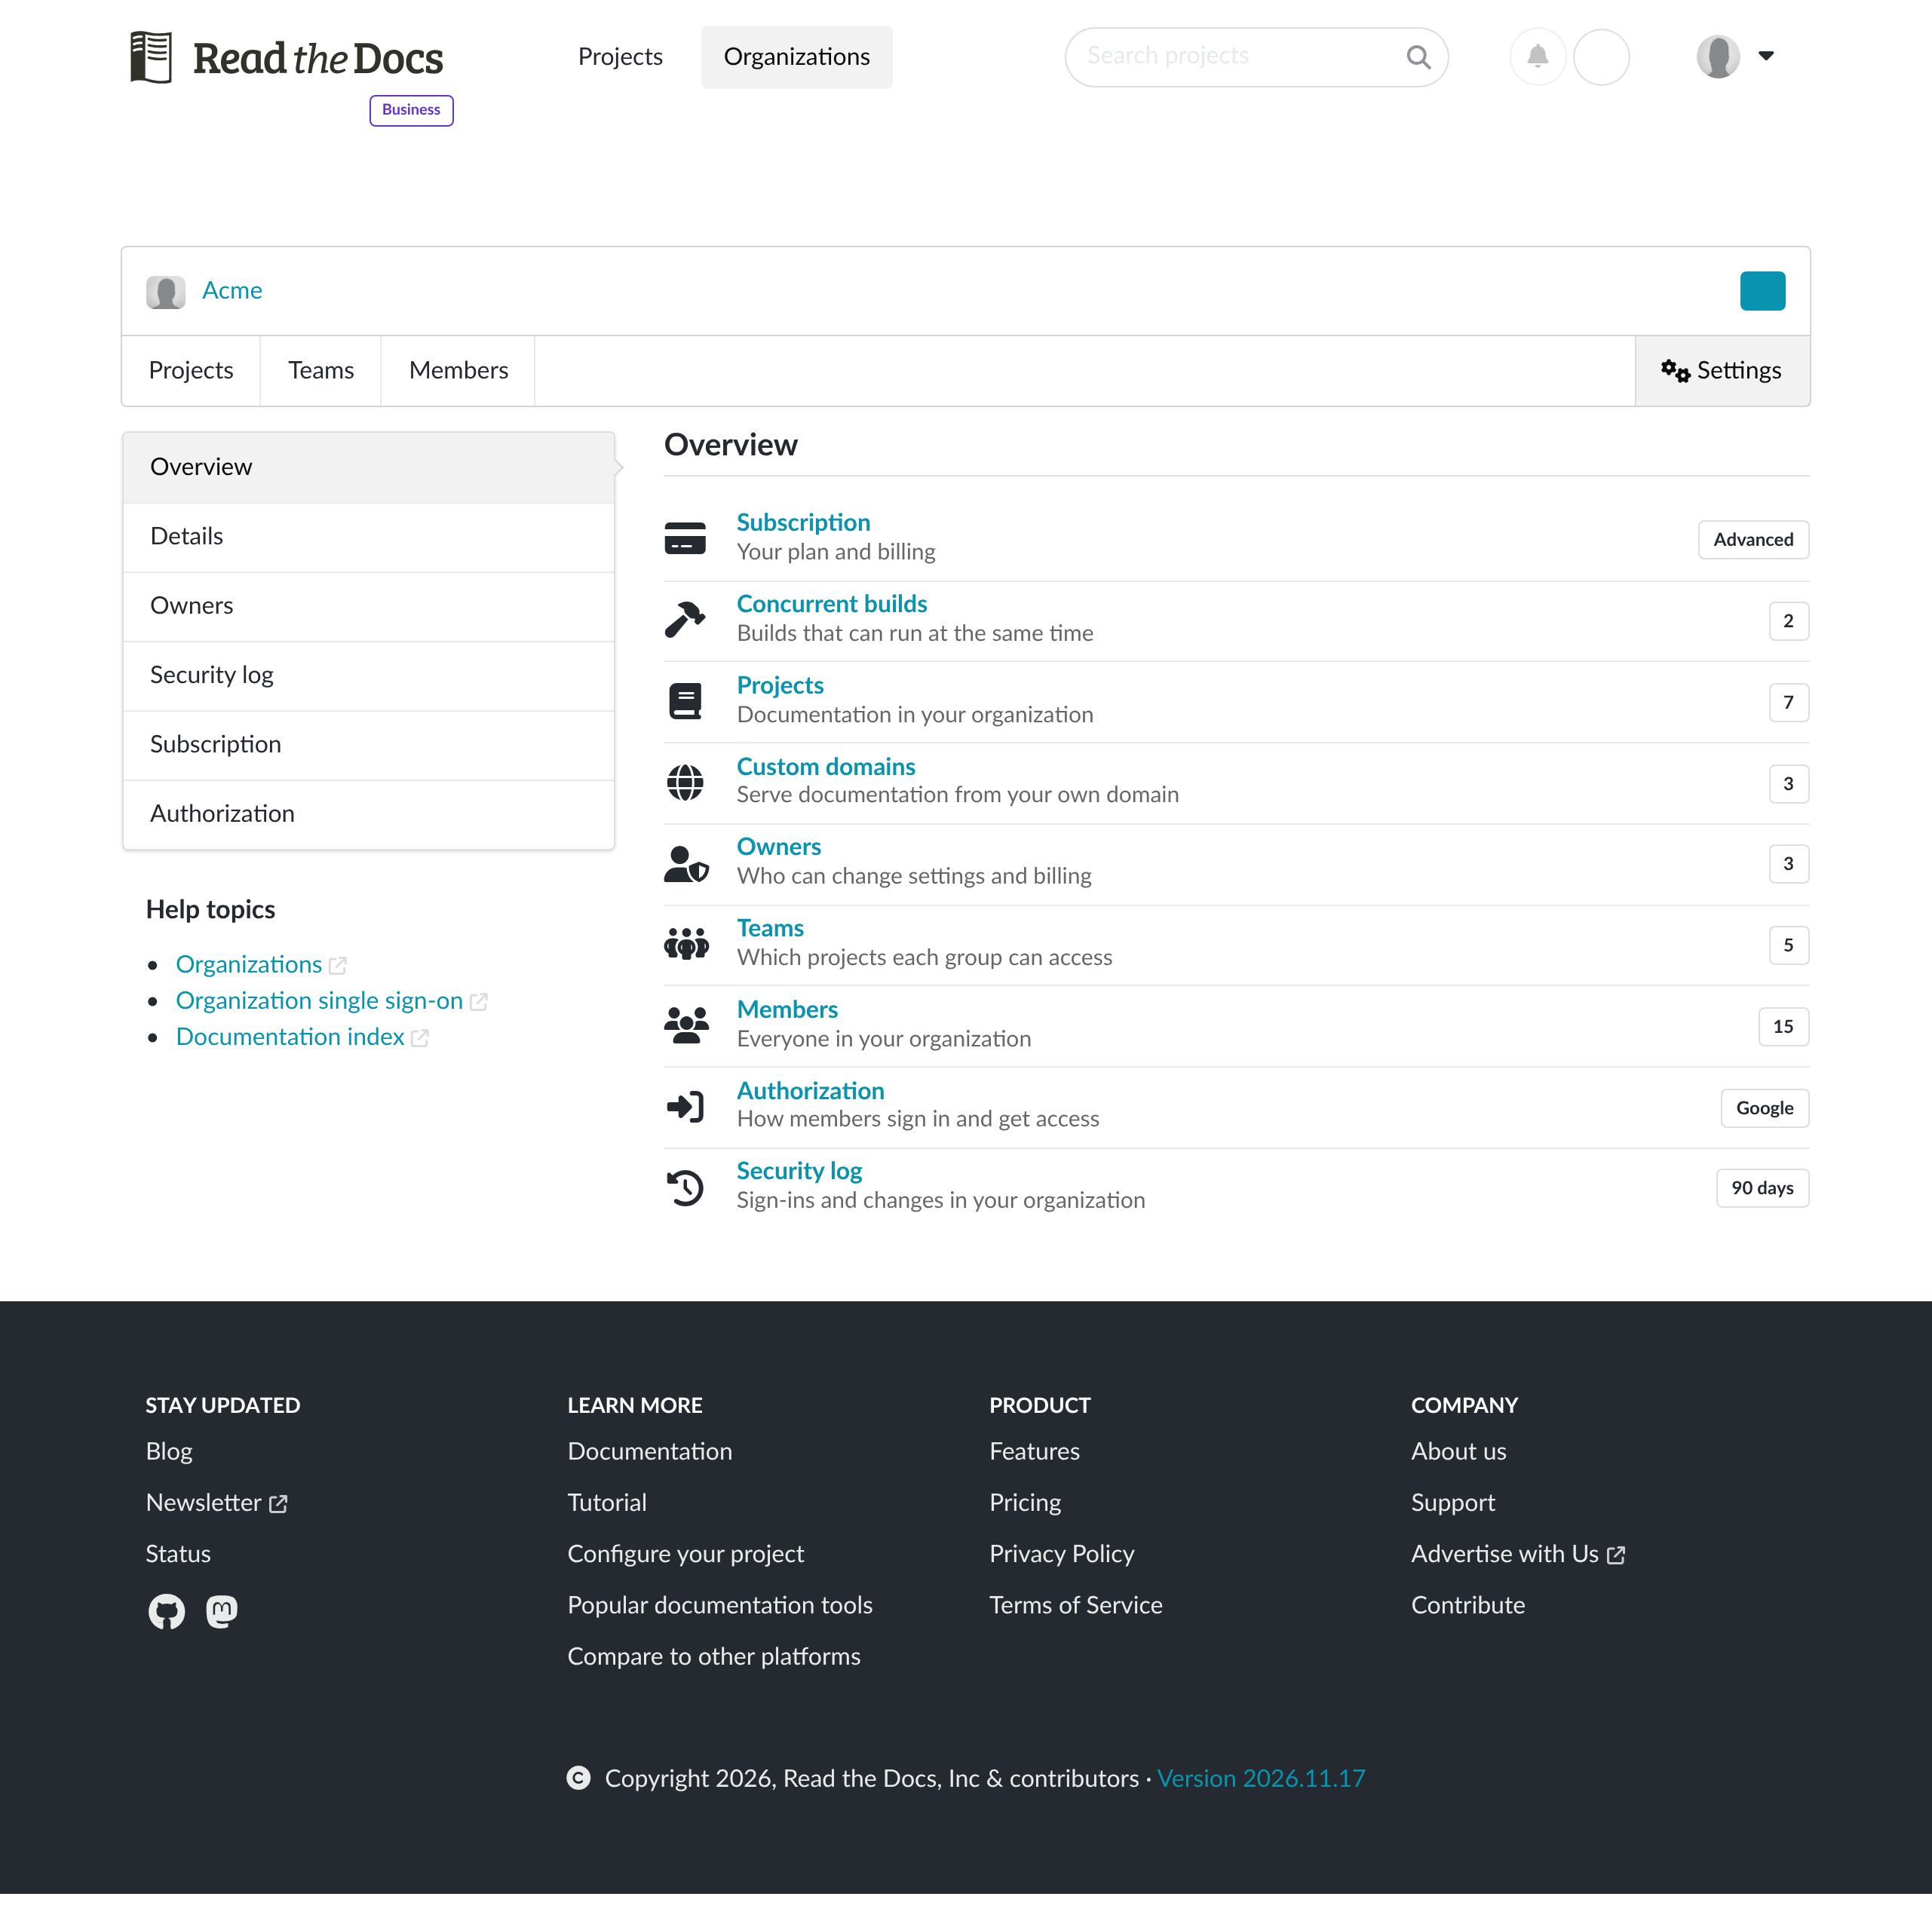 Read the Docs
Business
Projects
Organizations
Search projects
Acme
Projects
Teams
Members
Settings
Overview
Details
Owners
Security log
Subscription
Authorization
Help topics
Organizations
Organization single sign-on
Documentation index
Overview
Subscription
Your plan and billing
Advanced
Concurrent builds
Builds that can run at the same time
2
Projects
Documentation in your organization
7
Custom domains
Serve documentation from your own domain
3
Owners
Who can change settings and billing
3
Teams
Which projects each group can access
5
Members
Everyone in your organization
15
Authorization
How members sign in and get access
Google
Security log
Sign-ins and changes in your organization
90 days
STAY UPDATED
Blog
Newsletter
Status
LEARN MORE
Documentation
Tutorial
Configure your project
Popular documentation tools
Compare to other platforms
PRODUCT
Features
Pricing
Privacy Policy
Terms of Service
COMPANY
About us
Support
Advertise with Us
Contribute
© Copyright 2026, Read the Docs, Inc & contributors · Version 2026.11.17